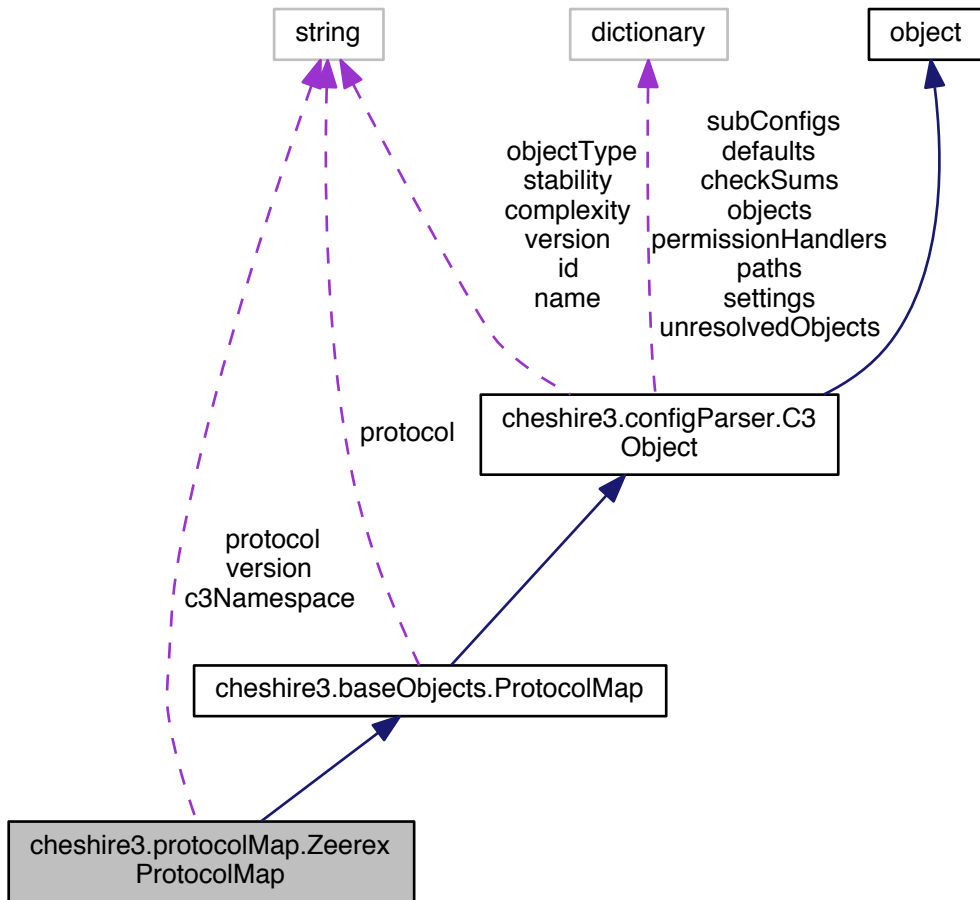 string
dictionary
object
objectType
stability
complexity
version
id
name
subConfigs
defaults
checkSums
objects
permissionHandlers
paths
settings
unresolvedObjects
cheshire3.configParser.C3
Object
protocol
protocol
version
c3Namespace
cheshire3.baseObjects.ProtocolMap
cheshire3.protocolMap.Zeerex
ProtocolMap